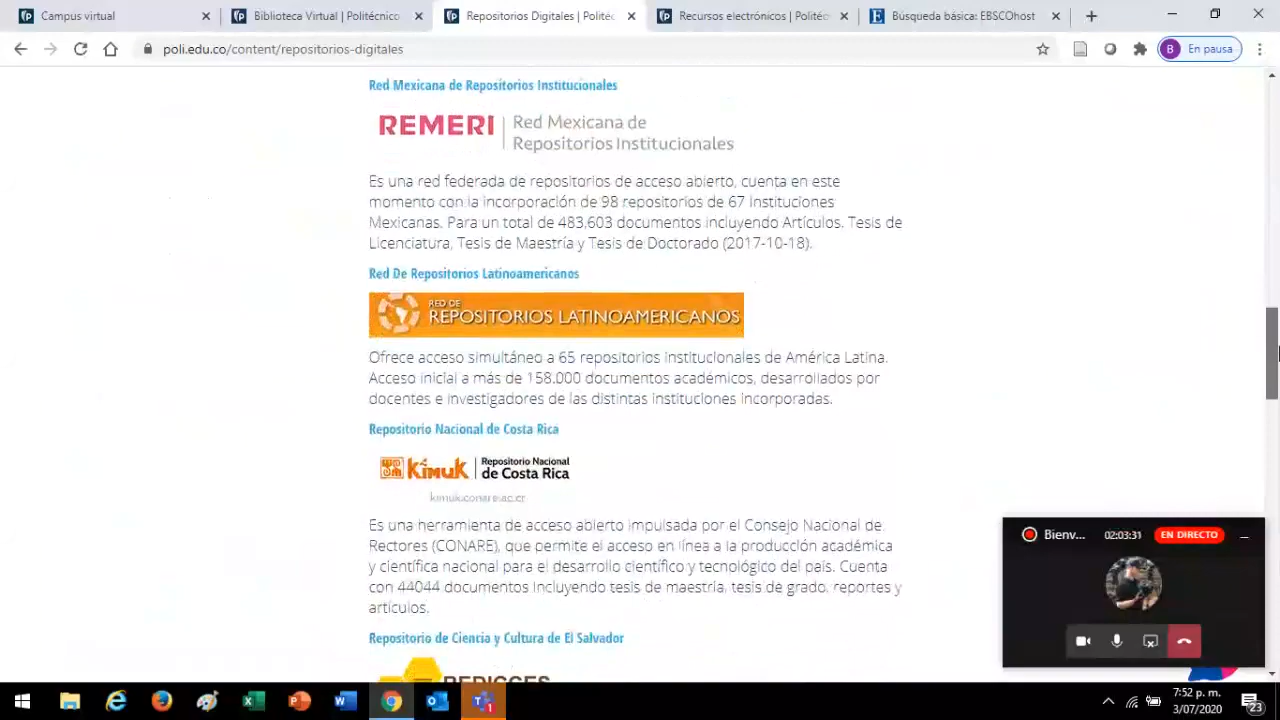 Campus virtual
Biblioteca Virtual | Politécnico
Repositorios Digitales | Politéc
Recursos electrónicos | Politéc
Búsqueda básica: EBSCOhost
poli.edu.co/content/repositorios-digitales
B En pausa
Red Mexicana de Repositorios Institucionales
REMERI | Red Mexicana de
Repositorios Institucionales
Es una red federada de repositorios de acceso abierto, cuenta en este
momento con la incorporación de 98 repositorios de 67 instituciones
Mexicanas. Para un total de 483,603 documentos incluyendo Artículos. Tesis de
Licenciatura, Tesis de Maestría y Tesis de Doctorado (2017-10-18).
Red De Repositorios Latinoamericanos
RED DE
REPOSITORIOS LATINOAMERICANOS
Ofrece acceso simultáneo a 65 repositorios institucionales de América Latina.
Acceso inicial a más de 158.000 documentos académicos, desarrollados por
docentes e investigadores de las distintas instituciones incorporadas.
Repositorio Nacional de Costa Rica
Kímuk | Repositorio Nacional
de Costa Rica
kimuk.conare.ac.cr
Es una herramienta de acceso abierto impulsada por el Consejo Nacional de
Rectores (CONARE), que permite el acceso en línea a la producción académica
y científica nacional para el desarrollo científico y tecnológico del país. Cuenta
con 44044 documentos incluyendo tesis de maestría, tesis de grado, reportes y
artículos.
Repositorio de Ciencia y Cultura de El Salvador
REDICCES
Bienv...
02:03:31
EN DIRECTO
7:52 p. m.
3/07/2020
23
1